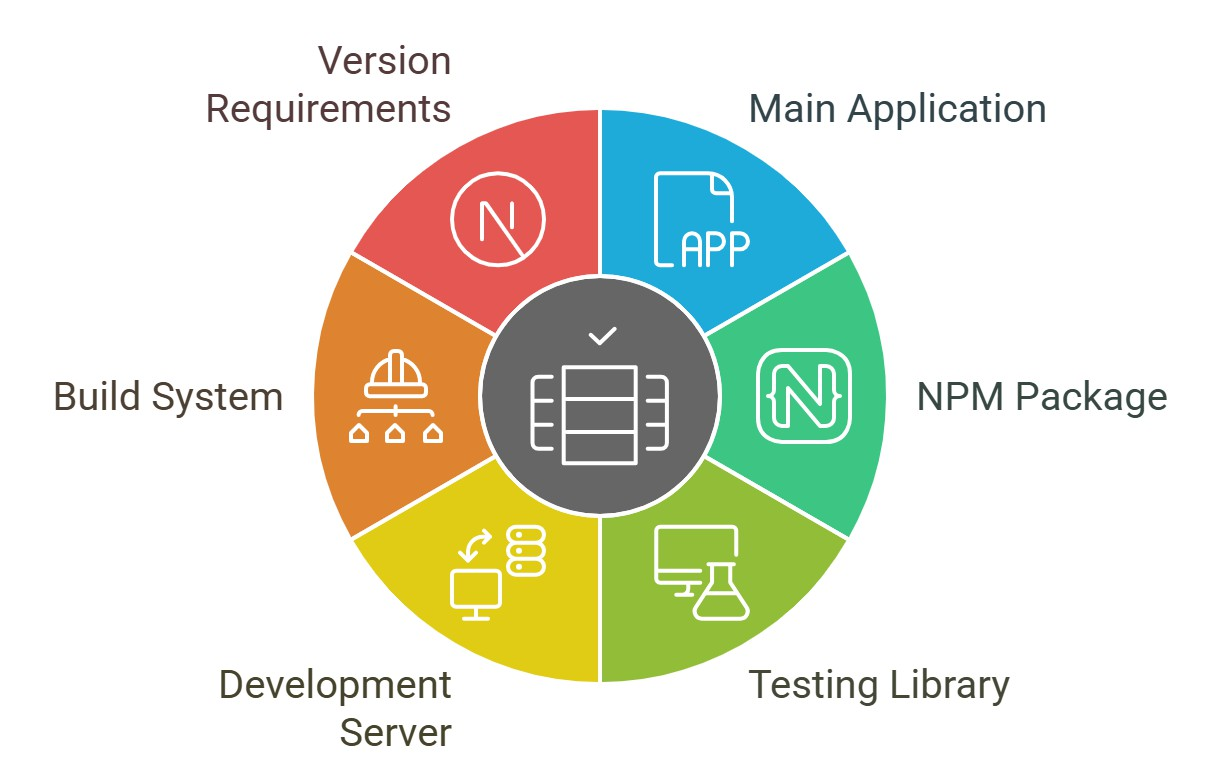 Version
Requirements
Main Application
APP
Build System
NPM Package
N
N
Development
Server
Testing Library